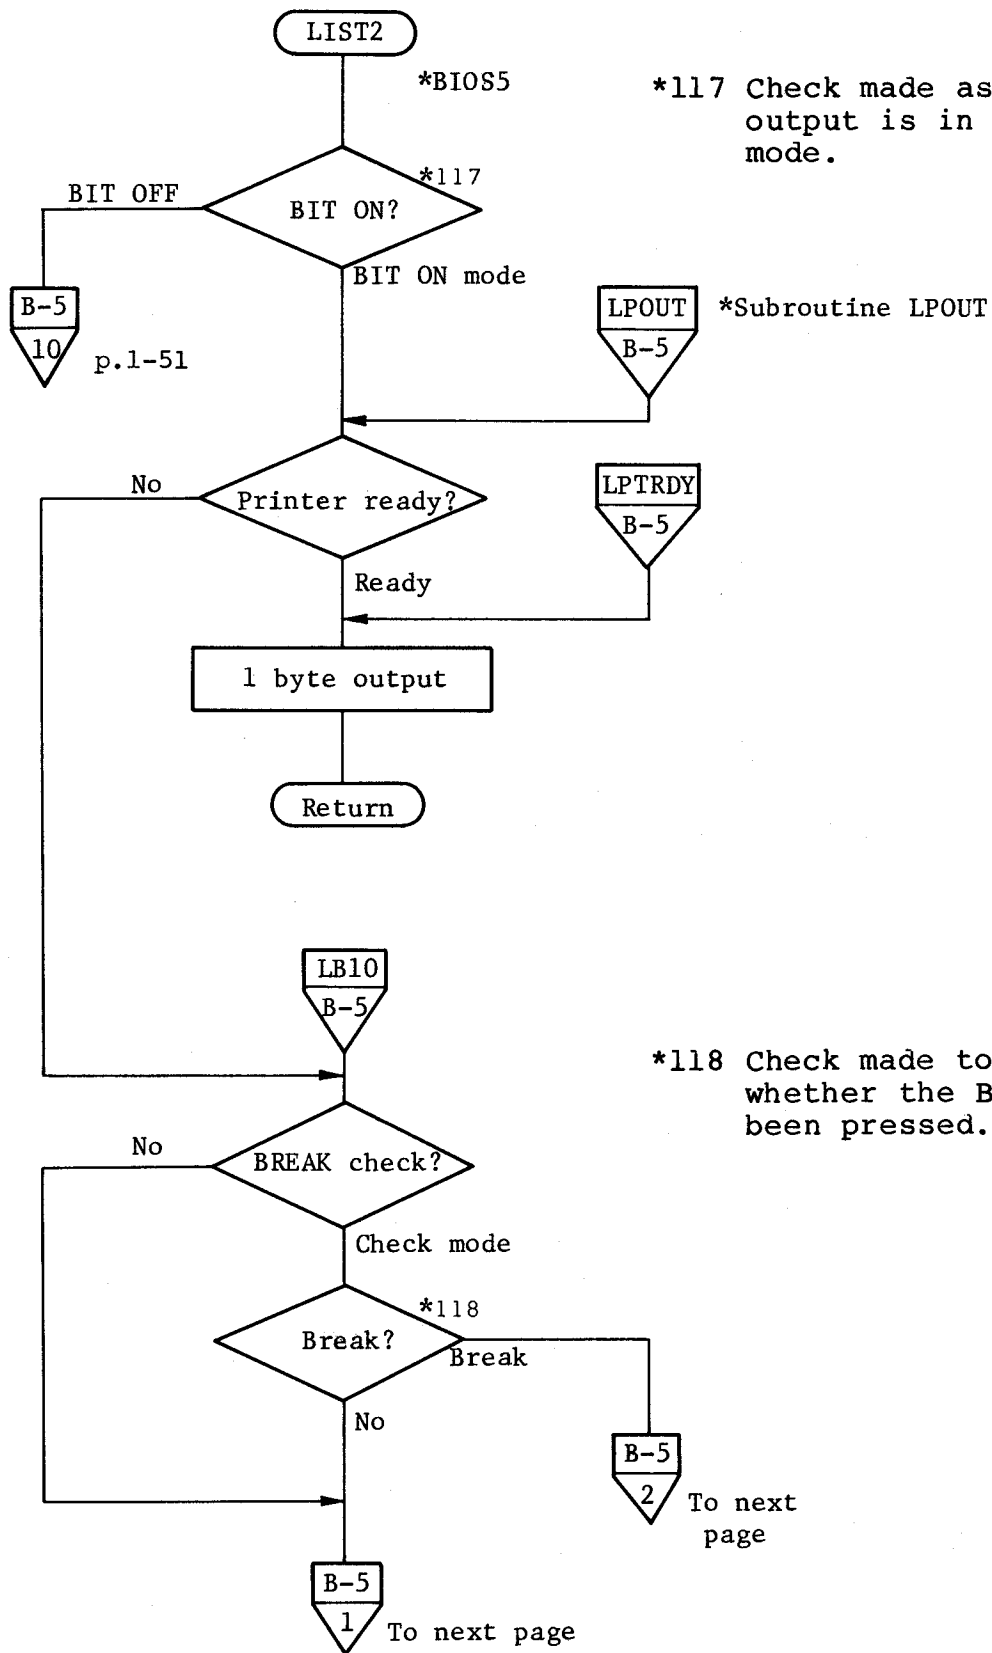 LIST2
*BIOS5
*117 Check made as
output is in
mode.
*117
BIT OFF
BIT ON?
BIT ON mode
B-5
10
p.1-51
LPOUT
B-5
*Subroutine LPOUT
No
Printer ready?
LPTRDY
B-5
Ready
1 byte output
Return
LB10
B-5
*118 Check made to
whether the B
been pressed.
No
BREAK check?
Check mode
*118
Break?
Break
No
B-5
2
To next
page
B-5
1
To next page